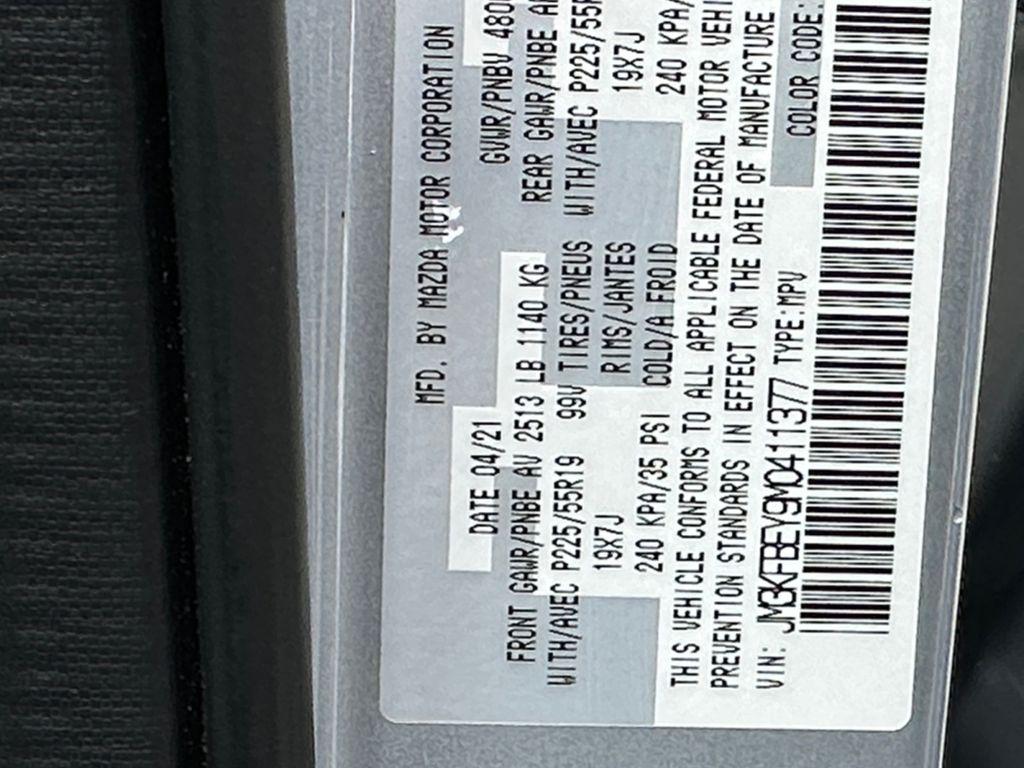 MFD. BY MAZDA MOTOR CORPORATION
DATE 04/21 GVWR/PNBV 480
FRONT GAWR/PNBE AV 2513 LB 1140 KG REAR GAWR/PNBE
WITH/AVEC P225/55R19 99V TIRES/PNEUS WITH/AVEC P225/55
19X7J RIMS/JANTES 19X7J
240 KPA/35 PSI COLD/A FROID 240 KPA/
THIS VEHICLE CONFORMS TO ALL APPLICABLE FEDERAL MOTOR VEHI
PREVENTION STANDARDS IN EFFECT ON THE DATE OF MANUFACTURE
VIN: JM3KFBEY9M0411377 TYPE:MPV COLOR CODE: